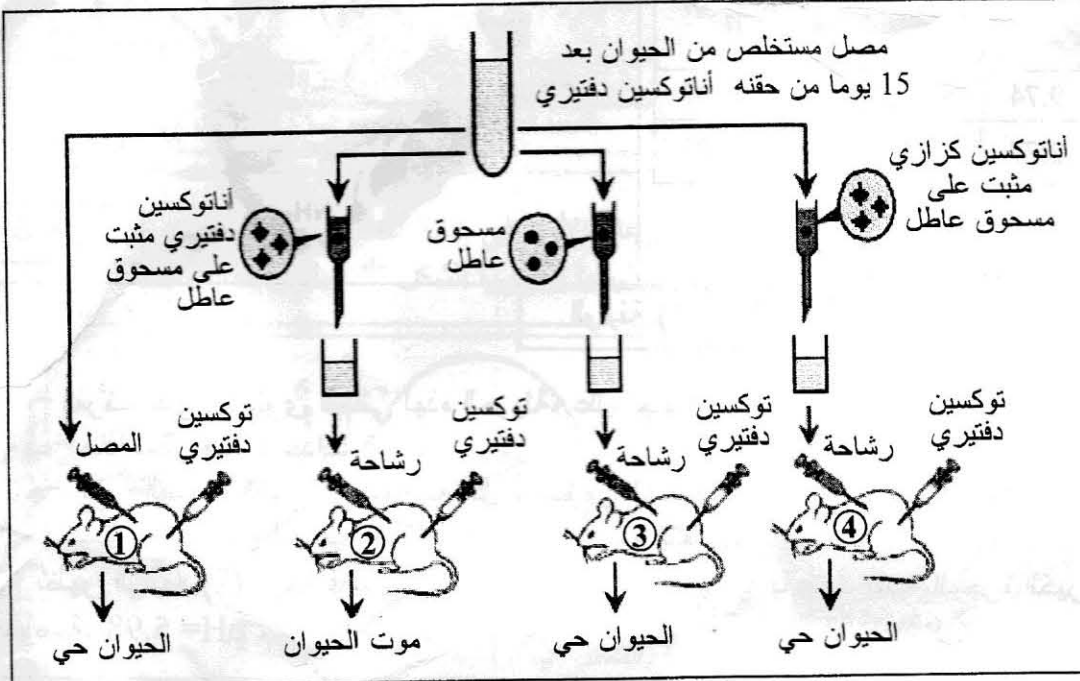 مصل مستخلص من الحيوان بعد
15 يوما من حقنه أناتوكسين دفتيري
أناتوكسين كزازي
مثبت على
مسحوق عاطل
مسحوق
عاطل
أناتوكسين
دفتيري مثبت
على مسحوق
عاطل
المصل
توكسين
دفتيري
رشاحة
توكسين
دفتيري
رشاحة
توكسين
دفتيري
رشاحة
توكسين
دفتيري
1
2
3
4
الحيوان حي
موت الحيوان
الحيوان حي
الحيوان حي
9.74